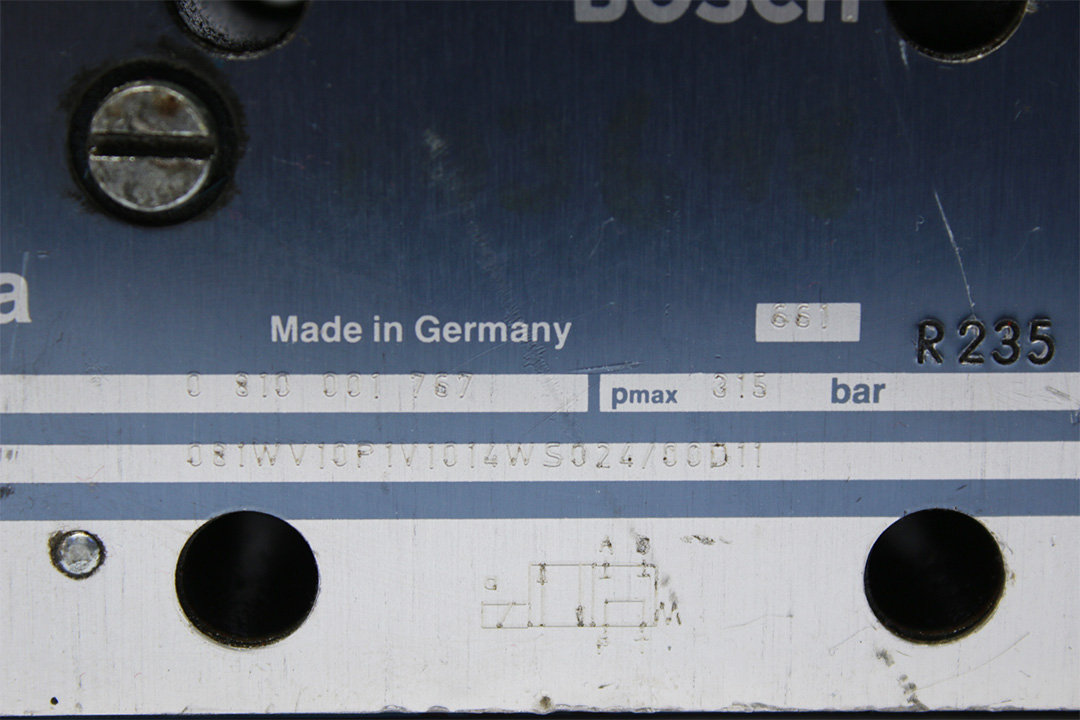 BOSCH
a
Made in Germany
661
R235
0 810 001 767
pmax 315 bar
081WV10P1V1014WS024/00D11
A B
a